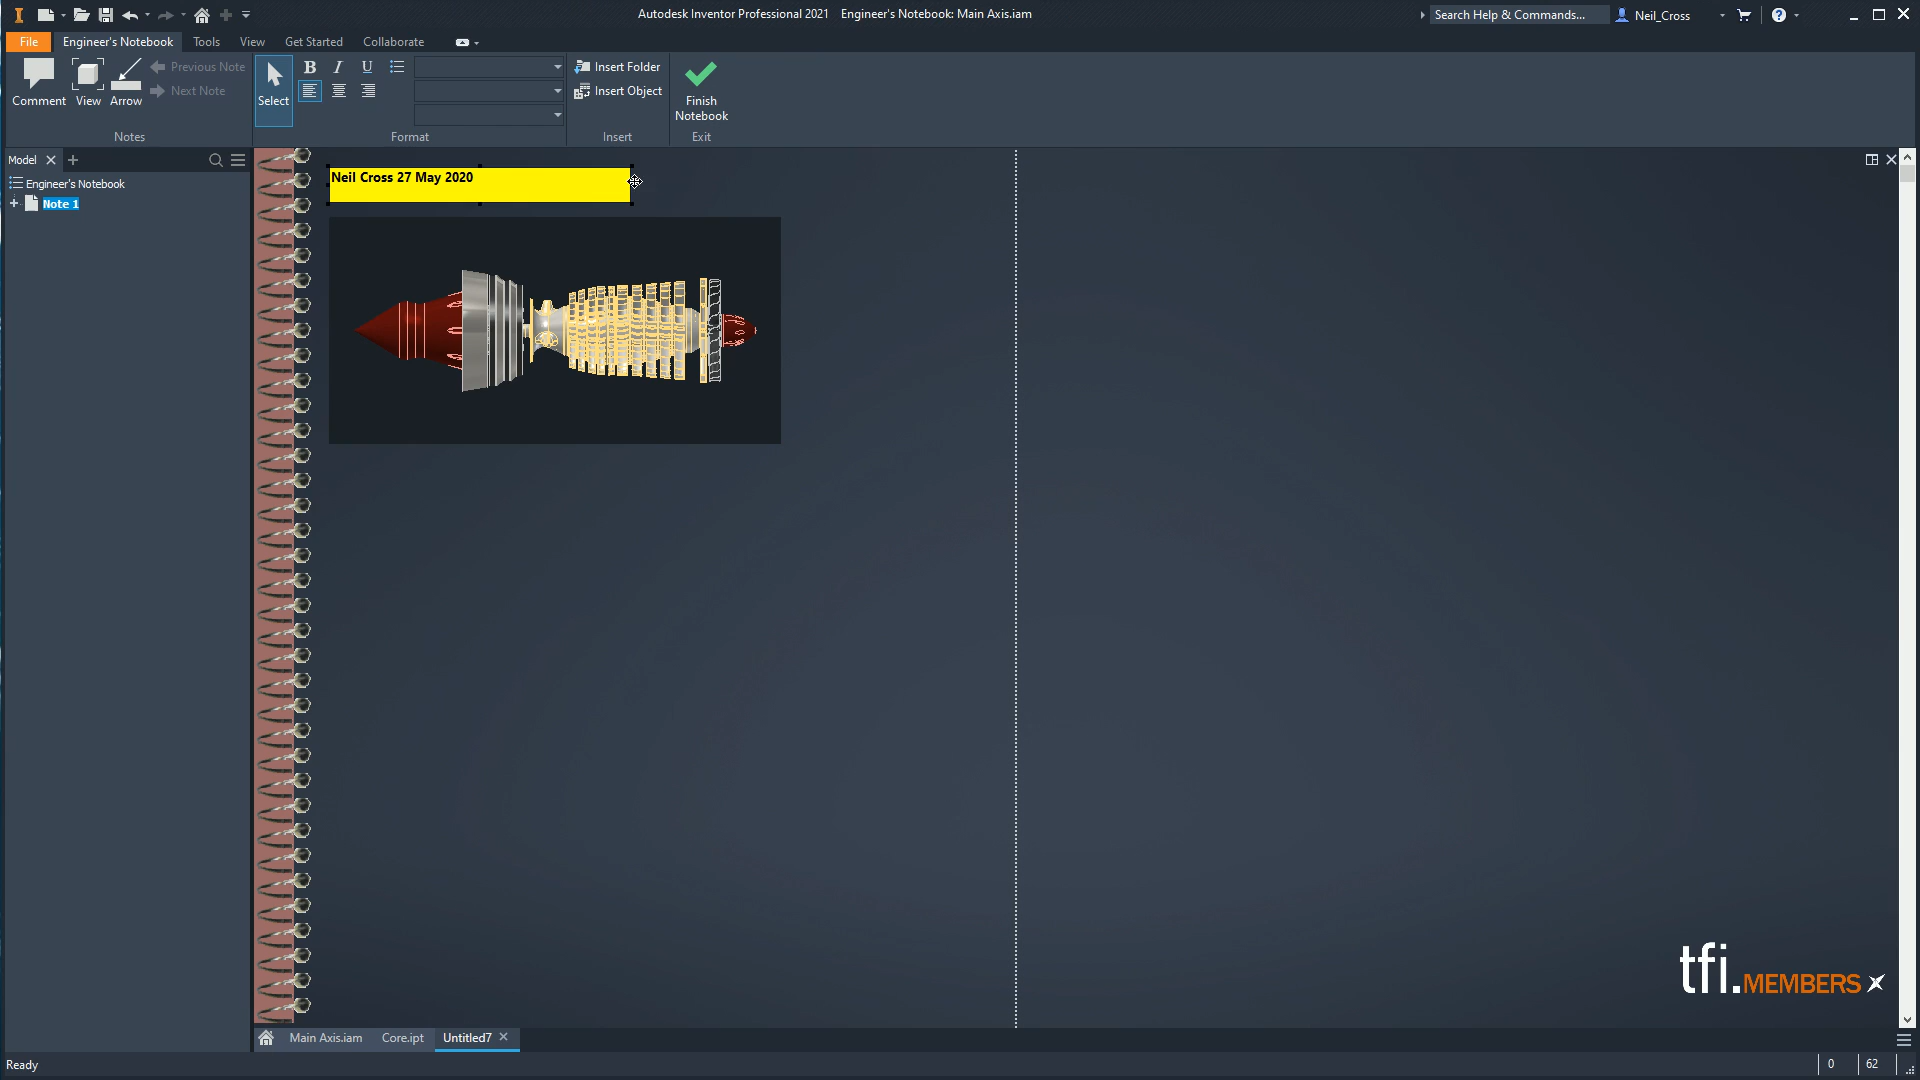 Autodesk Inventor Professional 2021 Engineer's Notebook: Main Axis.iam
Search Help & Commands...
Neil_Cross
File
Engineer's Notebook
Tools
View
Get Started
Collaborate
Comment
View
Arrow
Previous Note
Next Note
Notes
Select
B
I
U
Format
Insert Folder
Insert Object
Insert
Finish
Notebook
Exit
Model
Engineer's Notebook
Note 1
Neil Cross 27 May 2020
tfi.MEMBERS
Main Axis.iam
Core.ipt
Untitled7
Ready
0
62